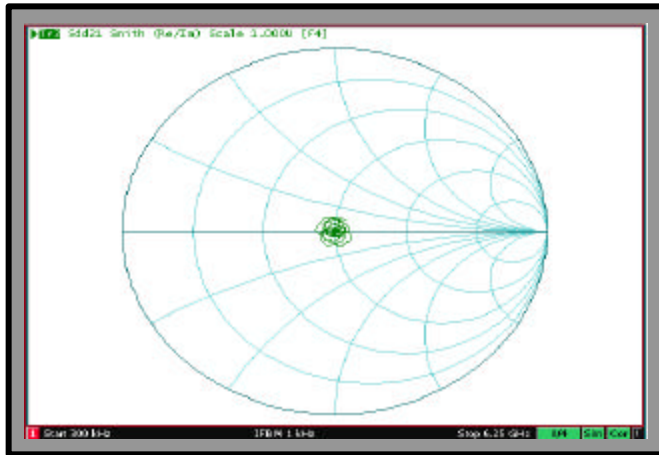 Sdd21 Smith (Re/Im) Scale 1.000U [F4]
1 Start 300 kHz IFBW 1 kHz Stop 6.25 GHz Sim Cor